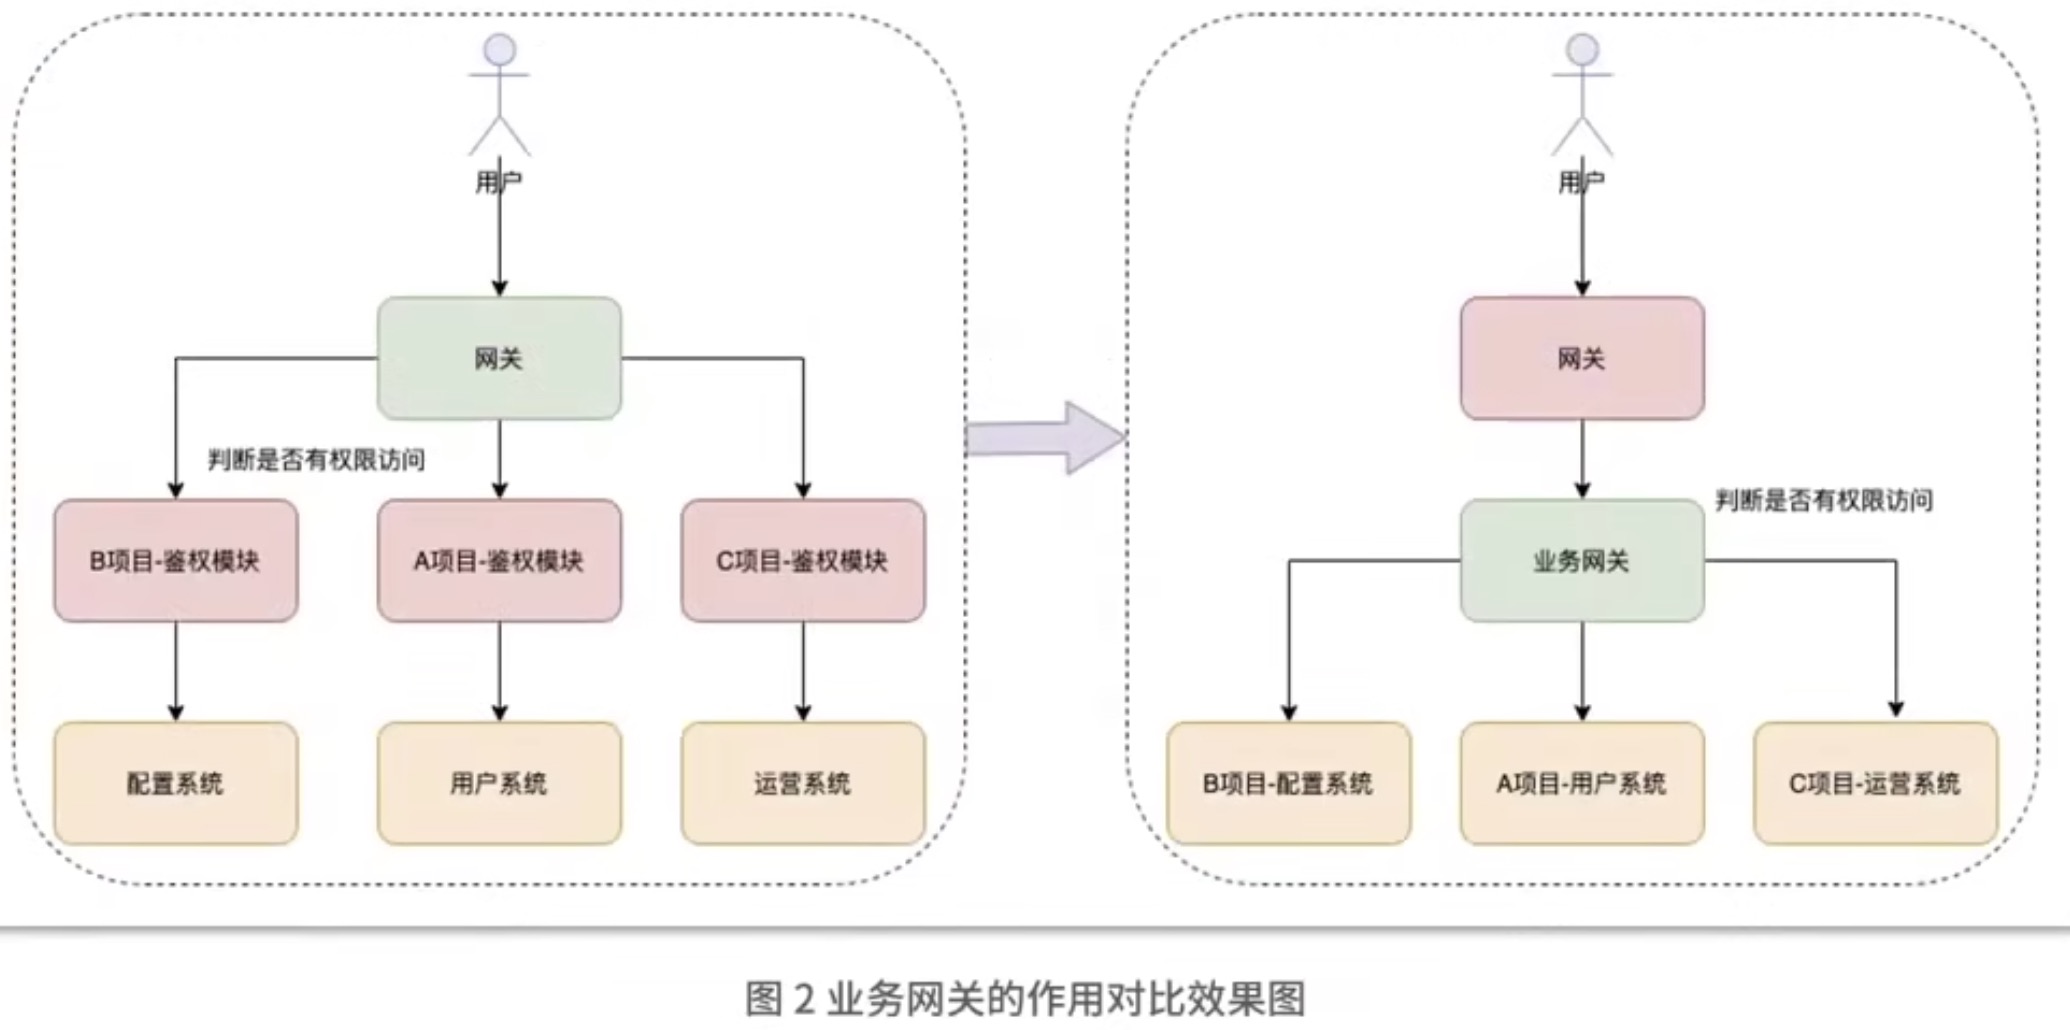 用户
网关
判断是否有权限访问
B项目-鉴权模块
A项目-鉴权模块
C项目-鉴权模块
配置系统
用户系统
运营系统
用户
网关
判断是否有权限访问
业务网关
B项目-配置系统
A项目-用户系统
C项目-运营系统
图 2 业务网关的作用对比效果图